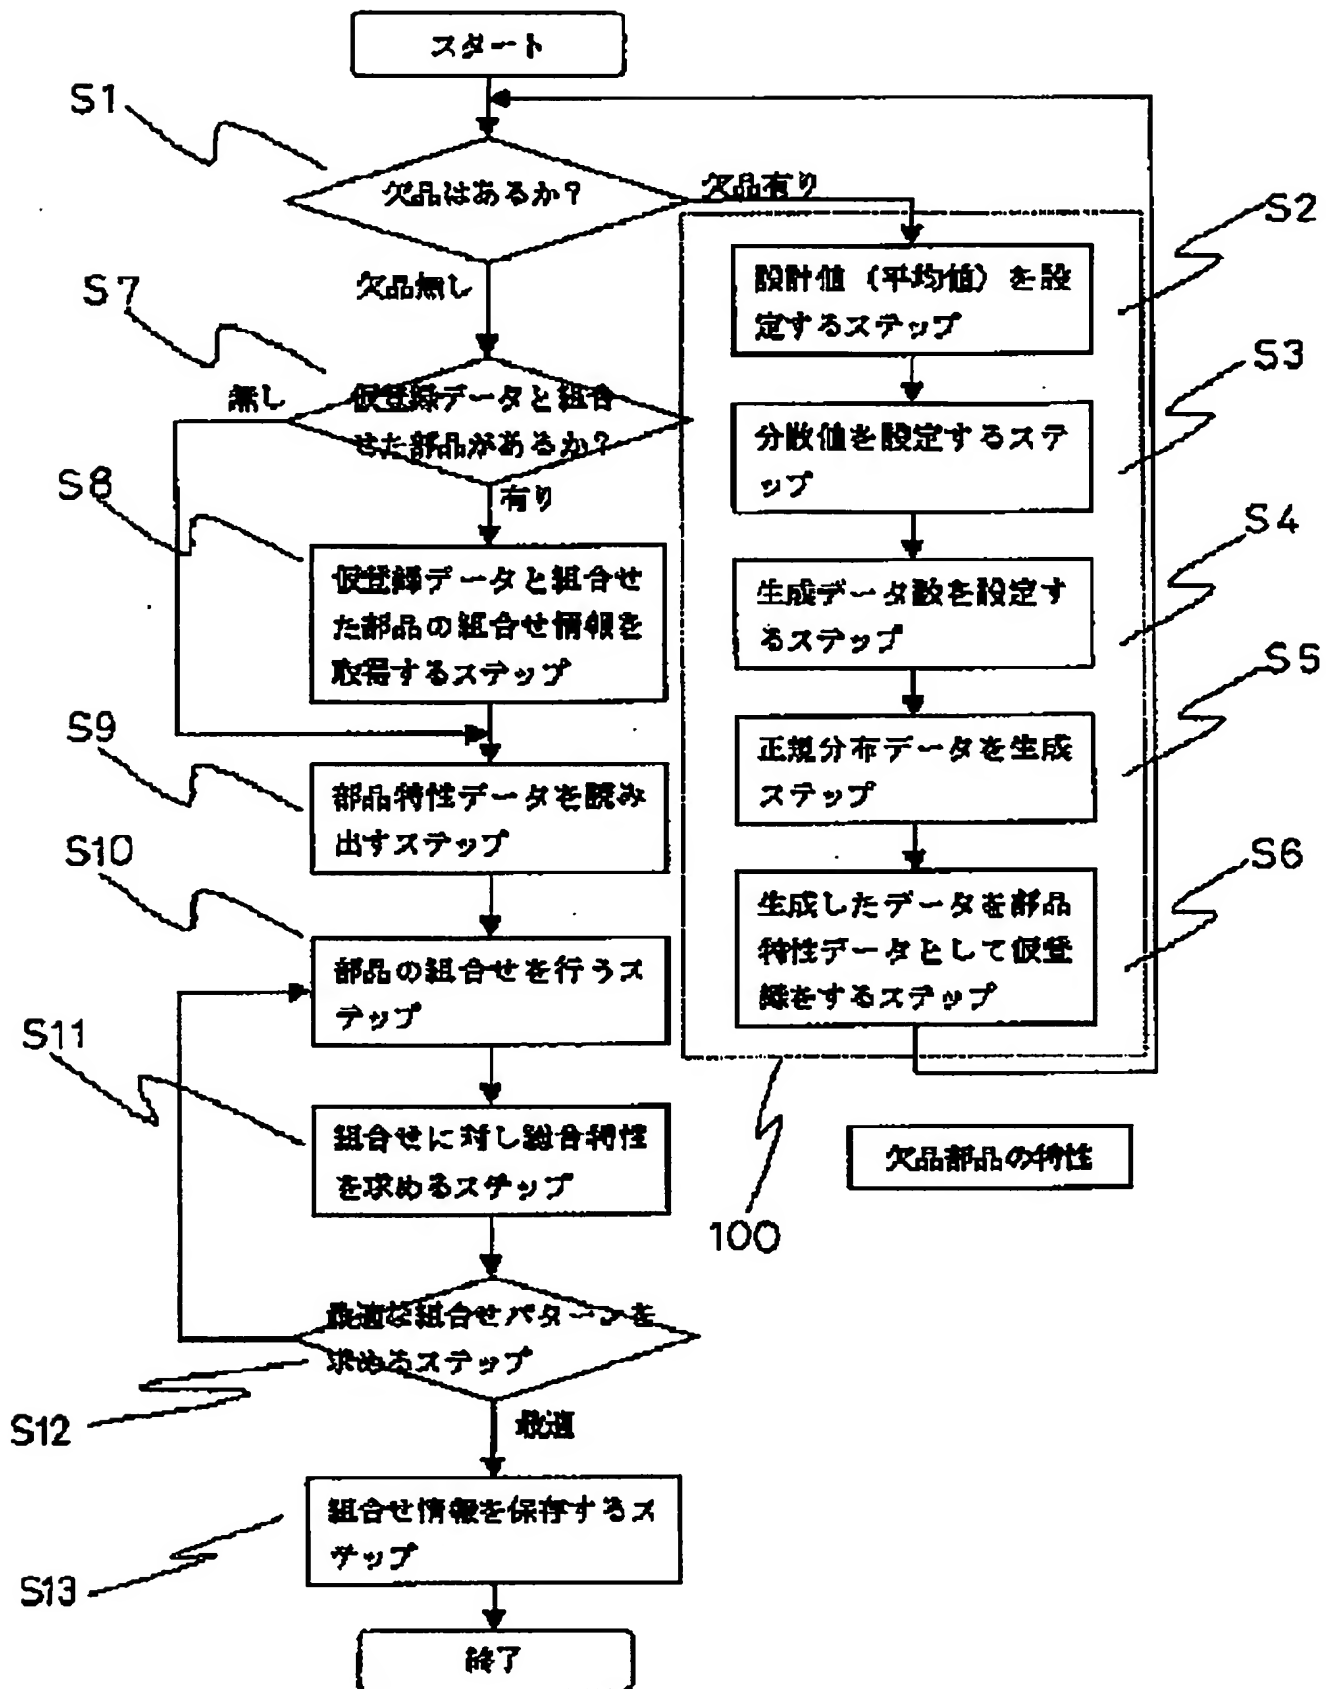 スタート
S1
欠品はあるか？
欠品有り
S2
設計値（平均値）を設
定するステップ
欠品無し
S7
S3
無し
仮登録データと組合
せた部品があるか？
分散値を設定するステ
ップ
S8
有り
S4
仮登録データと組合せ
た部品の組合せ情報を
取得するステップ
生成データ数を設定す
るステップ
S5
S9
正規分布データを生成
ステップ
部品特性データを読み
出すステップ
S10
S6
生成したデータを部品
特性データとして仮登
録をするステップ
部品の組合せを行うス
テップ
S11
組合せに対し総合特性
を求めるステップ
欠品部品の特性
100
最適な組合せパターンを
求めるステップ
S12
最適
組合せ情報を保存するス
テップ
S13
終了